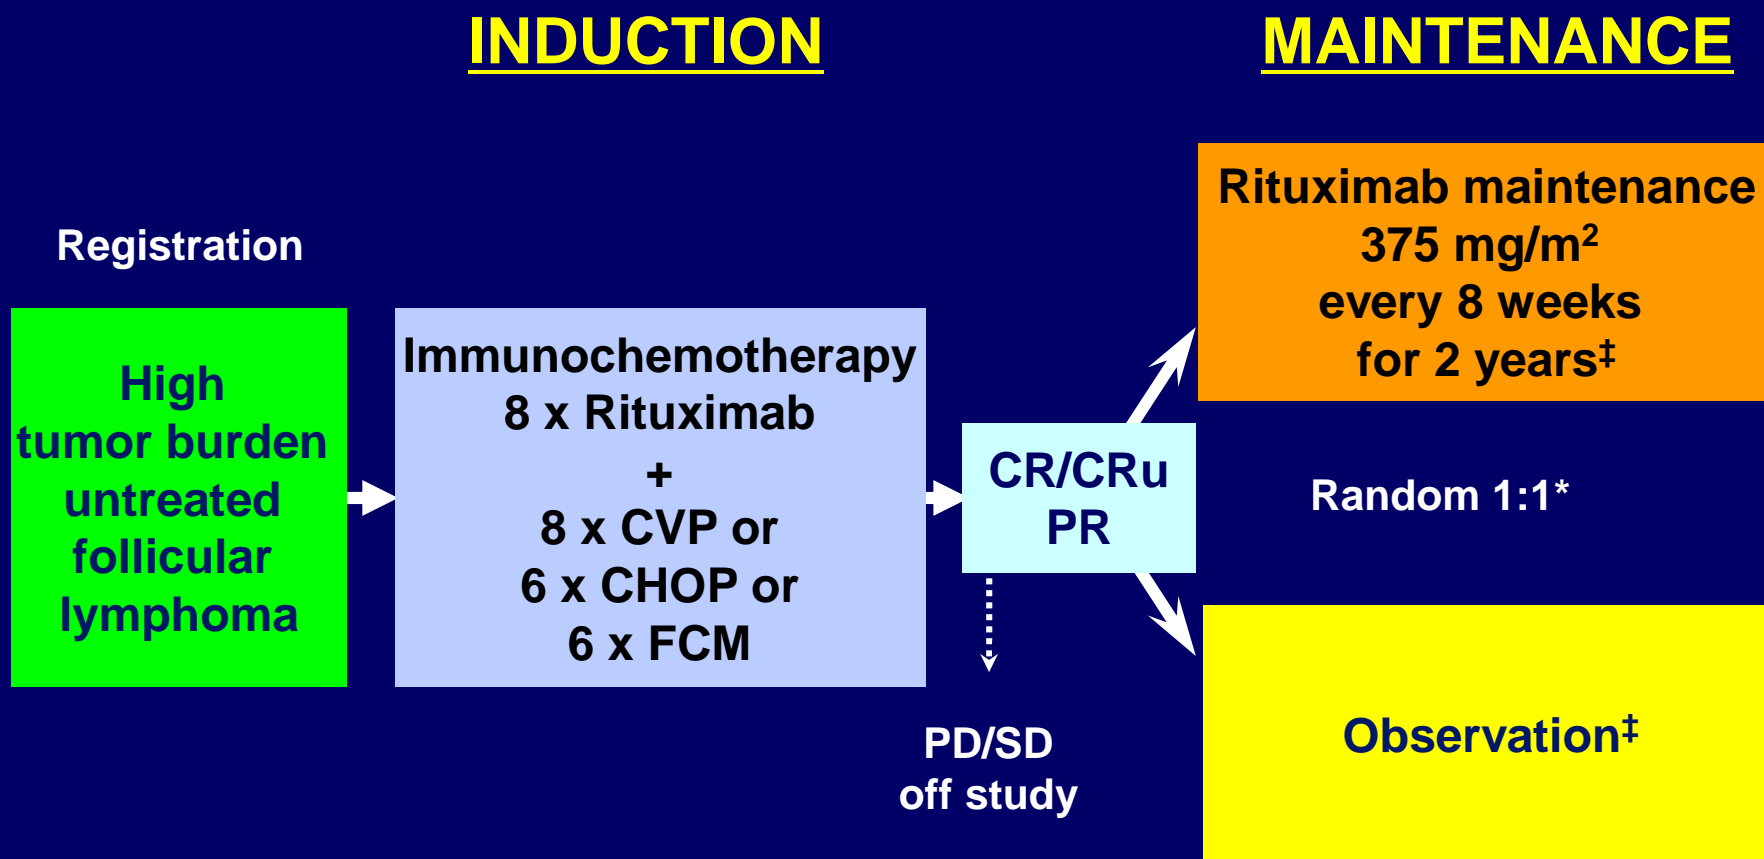 INDUCTION
MAINTENANCE
Registration
High
tumor burden
untreated
follicular
lymphoma
Immunochemotherapy
8 x Rituximab
+
8 x CVP or
6 x CHOP or
6 x FCM
CR/CRu
PR
PD/SD
off study
Rituximab maintenance
375 mg/m²
every 8 weeks
for 2 years‡
Random 1:1*
Observation‡